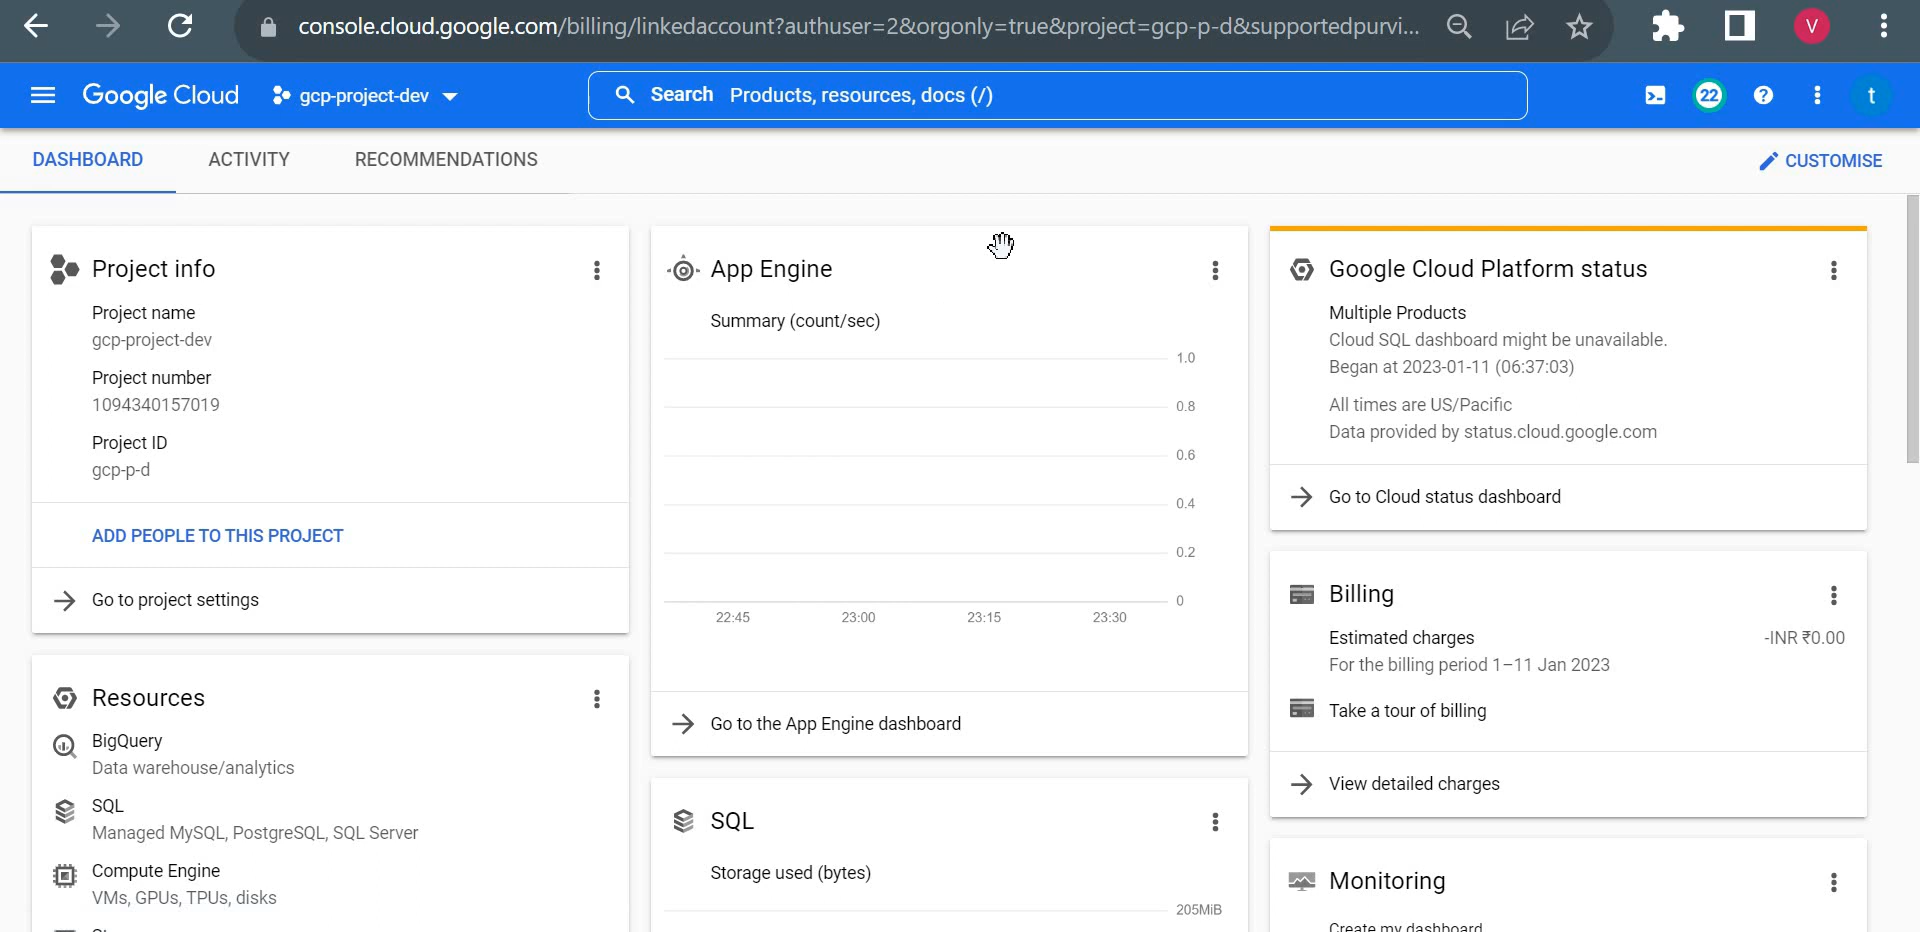 console.cloud.google.com/billing/linkedaccount?authuser=2&orgonly=true&project=gcp-p-d&supportedpurvi...
V
Google Cloud
gcp-project-dev
Search Products, resources, docs (/)
22
?
t
DASHBOARD
ACTIVITY
RECOMMENDATIONS
CUSTOMISE
Project info
Project name
gcp-project-dev
Project number
1094340157019
Project ID
gcp-p-d
ADD PEOPLE TO THIS PROJECT
Go to project settings
Resources
BigQuery
Data warehouse/analytics
SQL
Managed MySQL, PostgreSQL, SQL Server
Compute Engine
VMs, GPUs, TPUs, disks
App Engine
Summary (count/sec)
1.0
0.8
0.6
0.4
0.2
0
22:45 23:00 23:15 23:30
Go to the App Engine dashboard
SQL
Storage used (bytes)
205MiB
Google Cloud Platform status
Multiple Products
Cloud SQL dashboard might be unavailable.
Began at 2023-01-11 (06:37:03)
All times are US/Pacific
Data provided by status.cloud.google.com
Go to Cloud status dashboard
Billing
Estimated charges -INR ₹0.00
For the billing period 1–11 Jan 2023
Take a tour of billing
View detailed charges
Monitoring
Create my dashboard